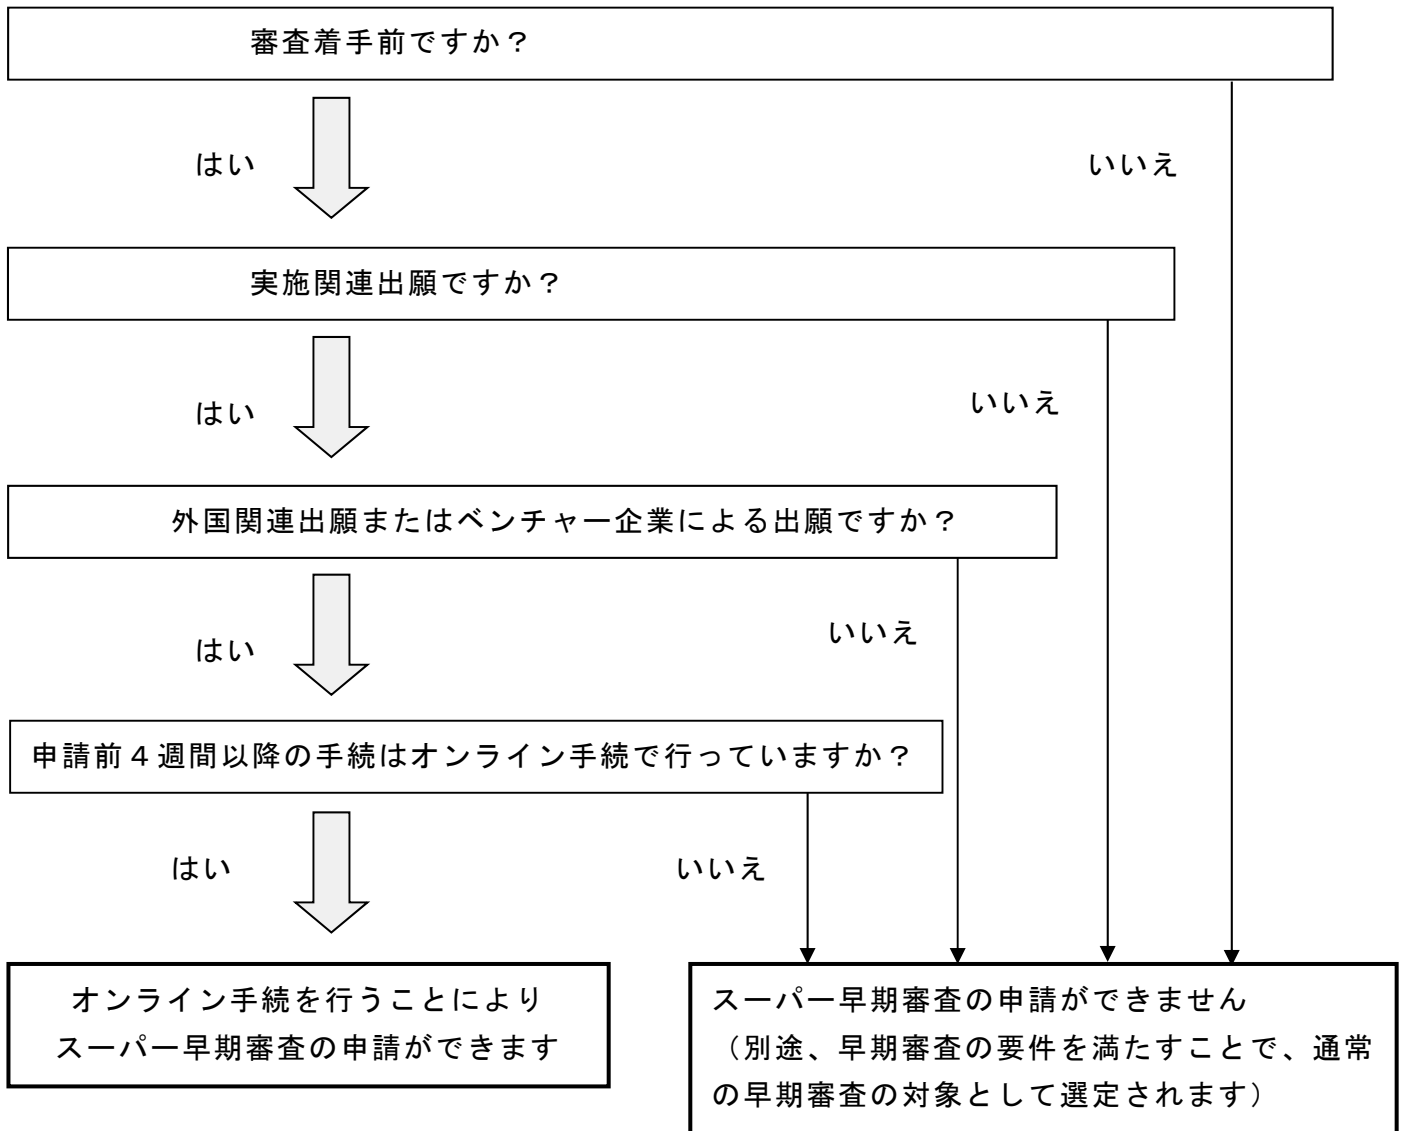 審査着手前ですか？
はい
いいえ
実施関連出願ですか？
はい
いいえ
外国関連出願またはベンチャー企業による出願ですか？
はい
いいえ
申請前４週間以降の手続はオンライン手続で行っていますか？
はい
いいえ
オンライン手続を行うことにより
スーパー早期審査の申請ができます
スーパー早期審査の申請ができません
（別途、早期審査の要件を満たすことで、通常
の早期審査の対象として選定されます）